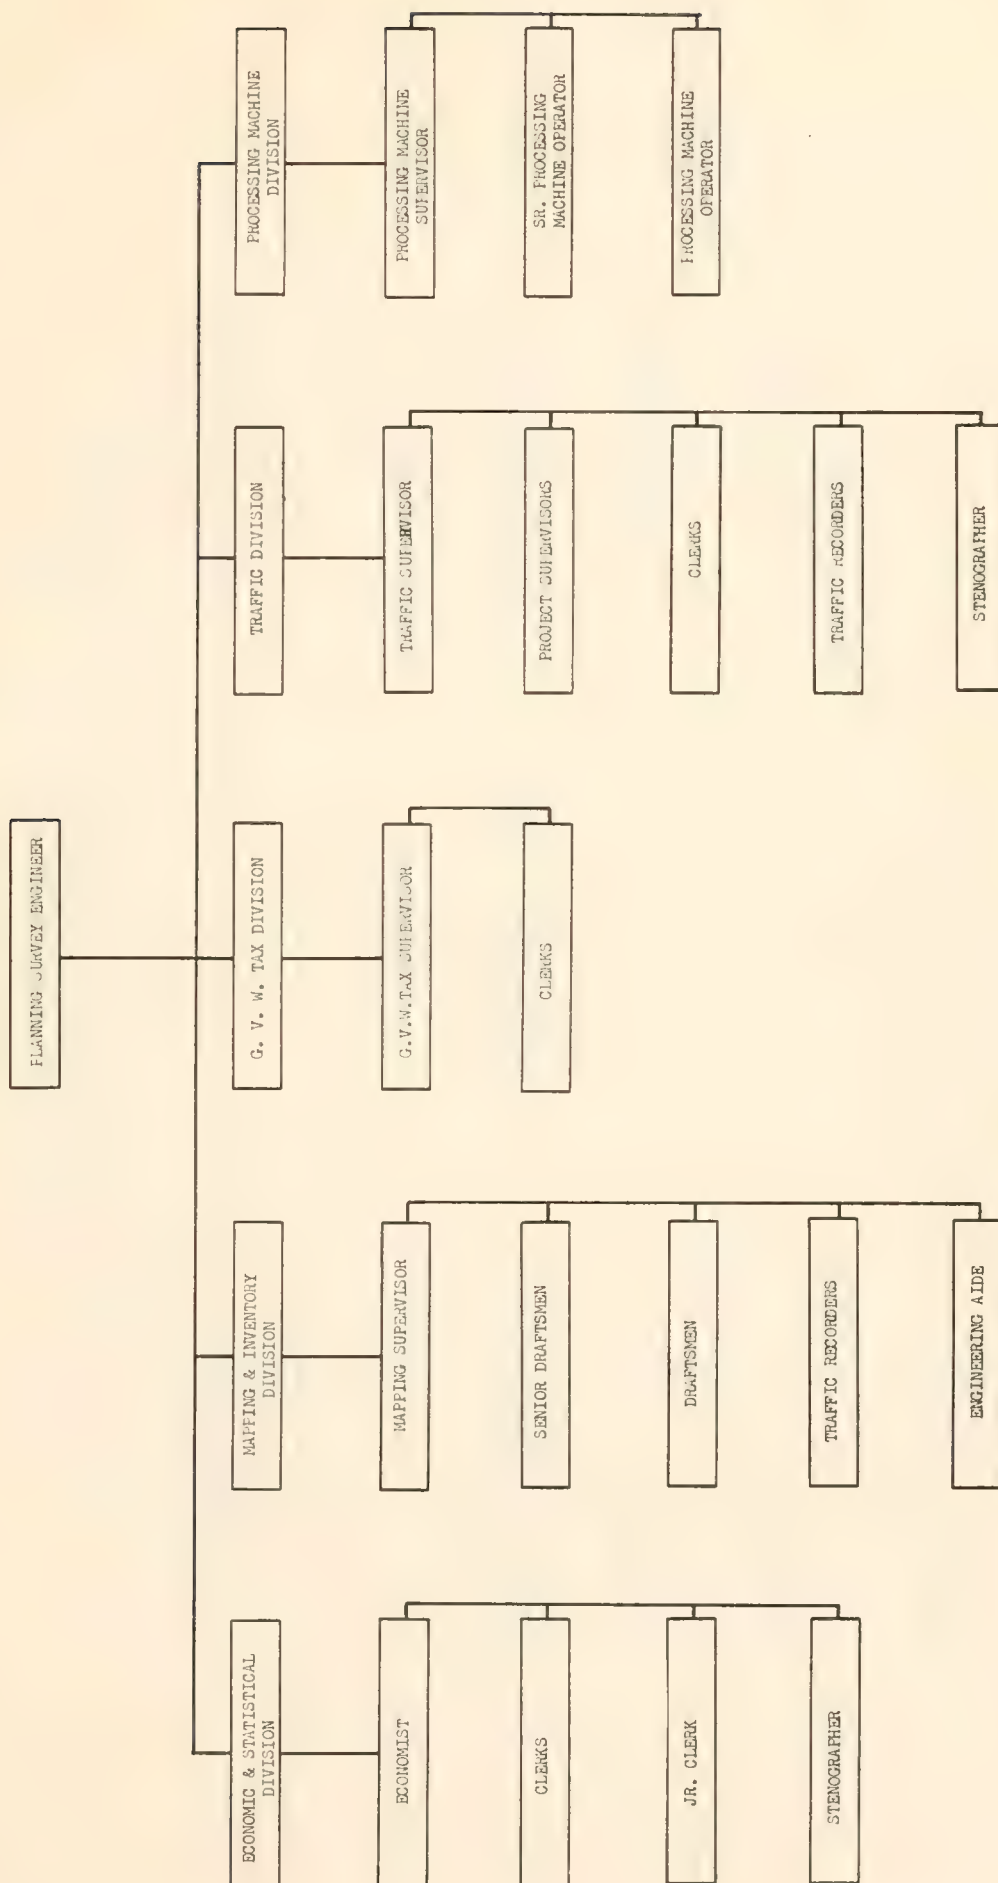 PLANNING SURVEY ENGINEER
ECONOMIC & STATISTICAL
DIVISION
ECONOMIST
CLERKS
JR. CLERK
STENOGRAPHER
MAPPING & INVENTORY
DIVISION
MAPPING SUPERVISOR
SENIOR DRAFTSMEN
DRAFTSMEN
TRAFFIC RECORDERS
ENGINEERING AIDE
G. V. W. TAX DIVISION
G.V.W.TAX SUPERVISOR
CLERKS
TRAFFIC DIVISION
TRAFFIC SUPERVISOR
PROJECT SUPERVISORS
CLERKS
TRAFFIC RECORDERS
STENOGRAPHER
PROCESSING MACHINE
DIVISION
PROCESSING MACHINE
SUPERVISOR
SR. PROCESSING
MACHINE OPERATOR
PROCESSING MACHINE
OPERATOR